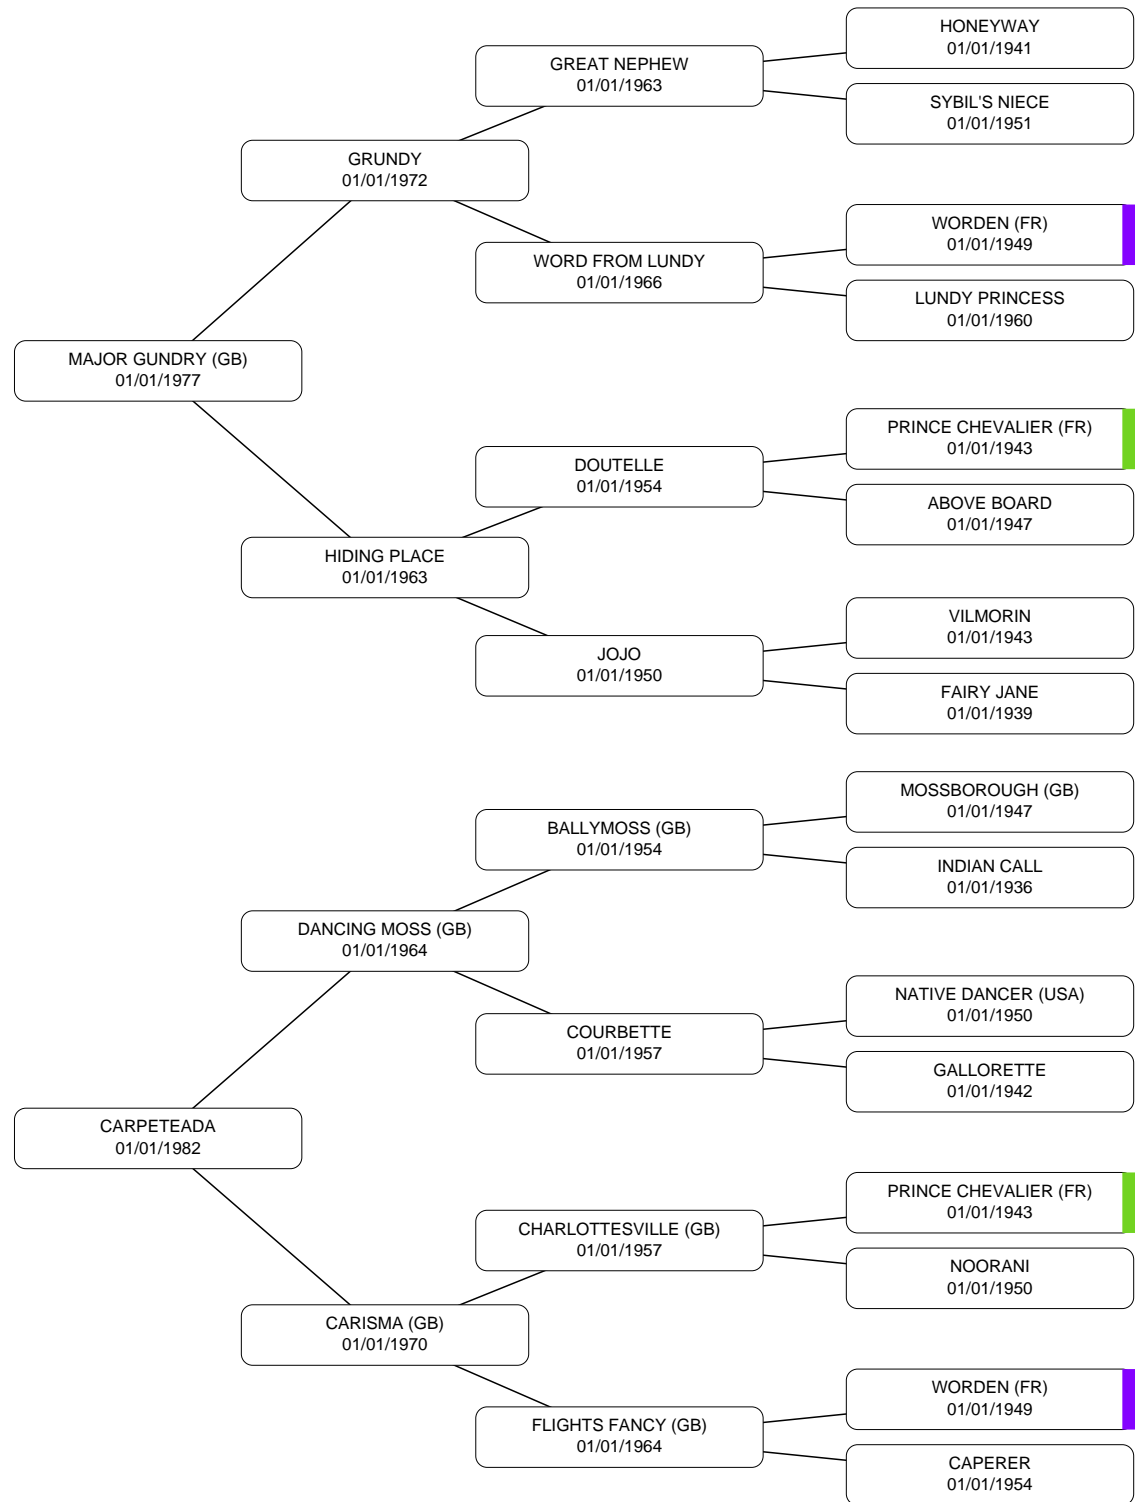 HONEYWAY
01/01/1941
GREAT NEPHEW
01/01/1963
SYBIL'S NIECE
01/01/1951
GRUNDY
01/01/1972
WORDEN (FR)
01/01/1949
WORD FROM LUNDY
01/01/1966
LUNDY PRINCESS
01/01/1960
MAJOR GUNDRY (GB)
01/01/1977
PRINCE CHEVALIER (FR)
01/01/1943
DOUTELLE
01/01/1954
ABOVE BOARD
01/01/1947
HIDING PLACE
01/01/1963
VILMORIN
01/01/1943
JOJO
01/01/1950
FAIRY JANE
01/01/1939
MOSSBOROUGH (GB)
01/01/1947
BALLYMOSS (GB)
01/01/1954
INDIAN CALL
01/01/1936
DANCING MOSS (GB)
01/01/1964
NATIVE DANCER (USA)
01/01/1950
COURBETTE
01/01/1957
GALLORETTE
01/01/1942
CARPETEADA
01/01/1982
PRINCE CHEVALIER (FR)
01/01/1943
CHARLOTTESVILLE (GB)
01/01/1957
NOORANI
01/01/1950
CARISMA (GB)
01/01/1970
WORDEN (FR)
01/01/1949
FLIGHTS FANCY (GB)
01/01/1964
CAPERER
01/01/1954